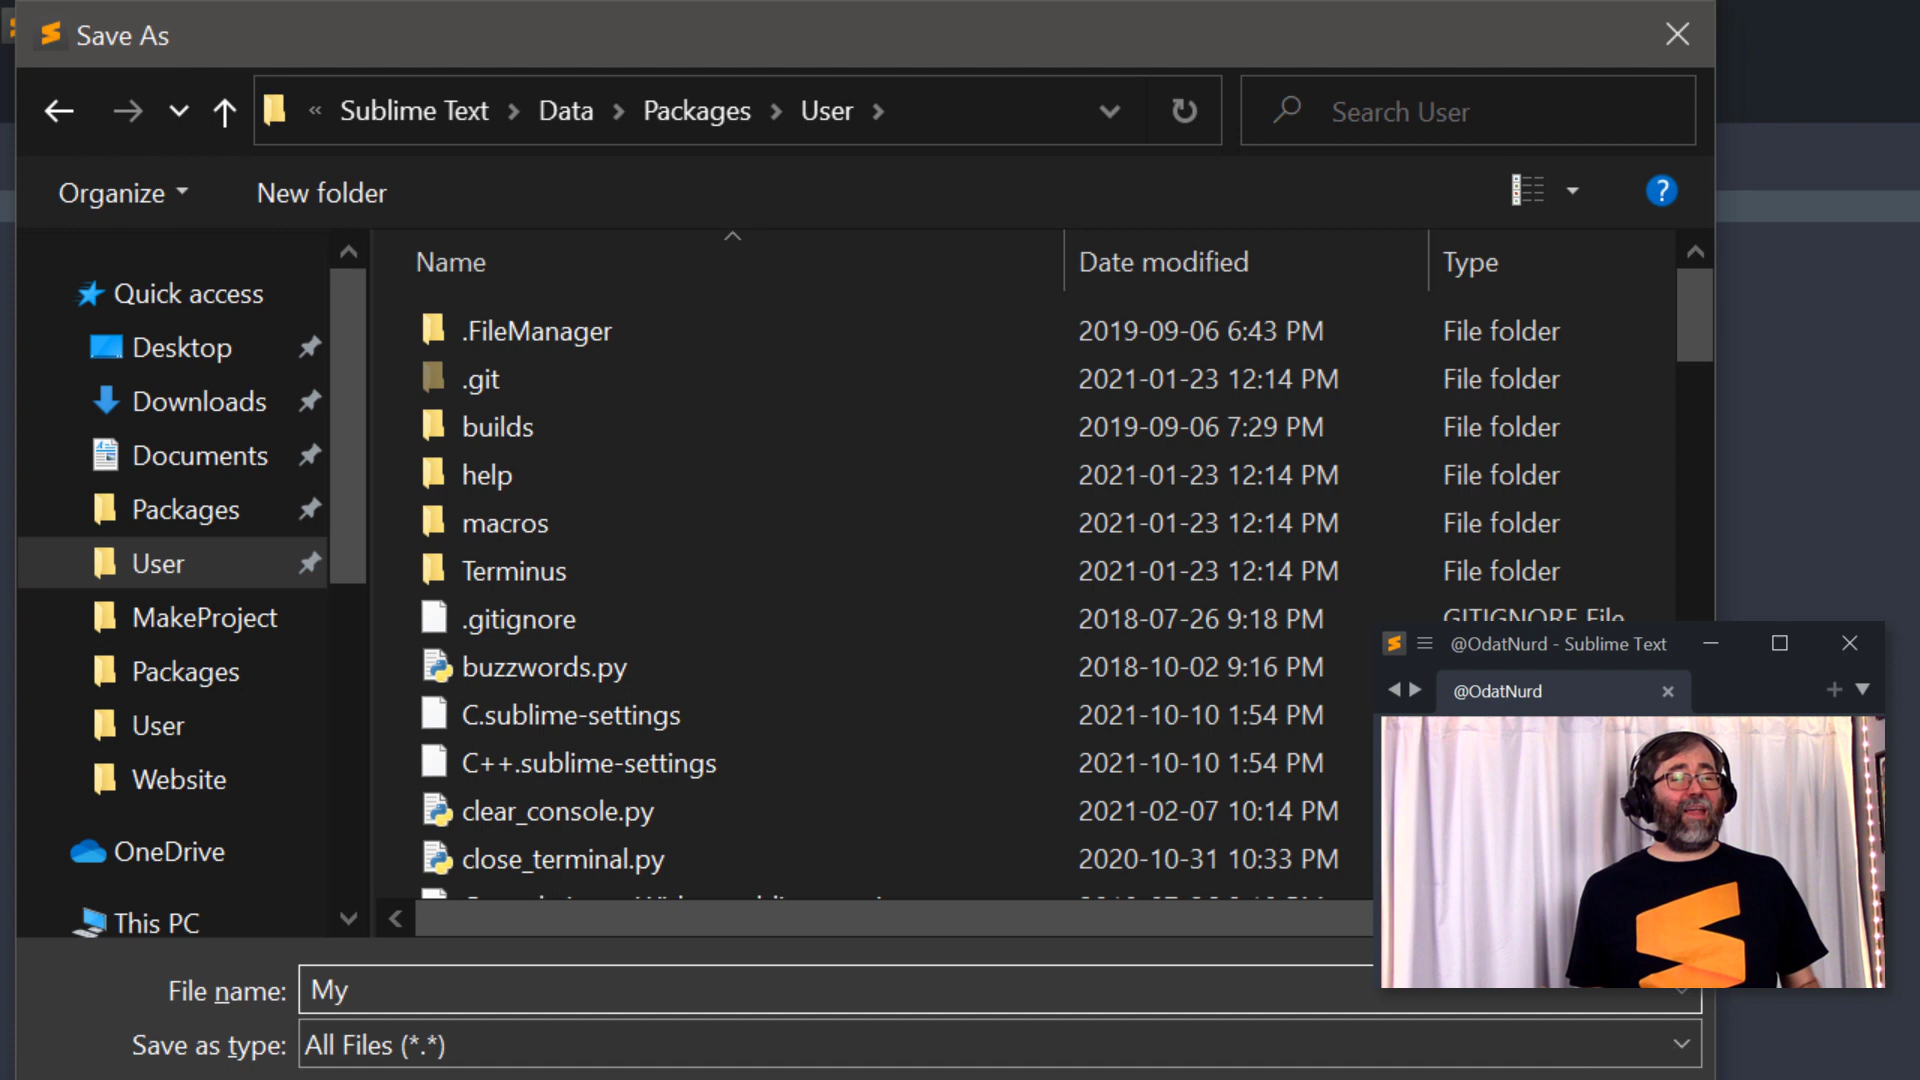 Save As
« Sublime Text > Data > Packages > User >
Search User
Organize
New folder
?
Name
Date modified
Type
Quick access
Desktop
Downloads
Documents
Packages
User
MakeProject
Packages
User
Website
OneDrive
This PC
.FileManager 2019-09-06 6:43 PM File folder
.git 2021-01-23 12:14 PM File folder
builds 2019-09-06 7:29 PM File folder
help 2021-01-23 12:14 PM File folder
macros 2021-01-23 12:14 PM File folder
Terminus 2021-01-23 12:14 PM File folder
.gitignore 2018-07-26 9:18 PM GITIGNORE File
buzzwords.py 2018-10-02 9:16 PM
C.sublime-settings 2021-10-10 1:54 PM
C++.sublime-settings 2021-10-10 1:54 PM
clear_console.py 2021-02-07 10:14 PM
close_terminal.py 2020-10-31 10:33 PM
@OdatNurd - Sublime Text
@OdatNurd
File name: My
Save as type: All Files (*.*)